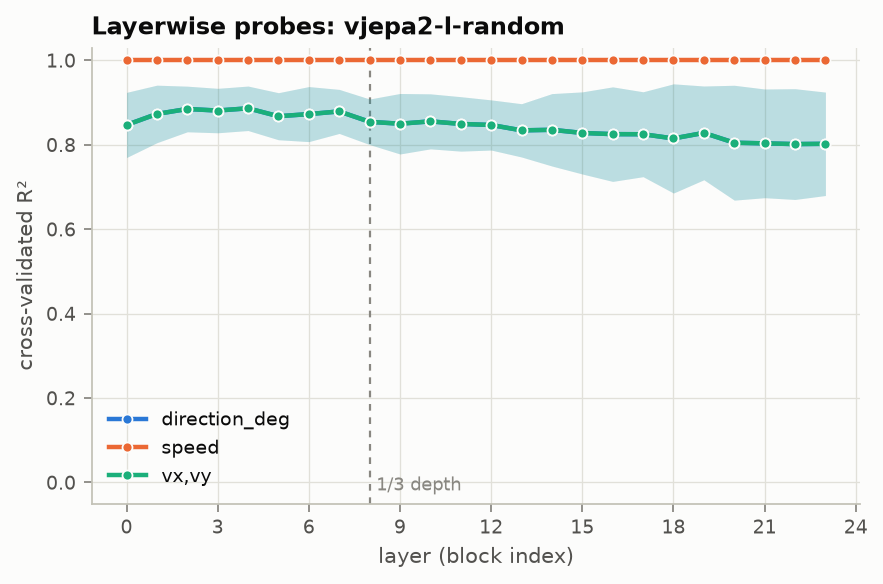 Layerwise probes: vjepa2-l-random
cross-validated R²
1.0
0.8
0.6
0.4
0.2
0.0
direction_deg
speed
vx,vy
1/3 depth
0 3 6 9 12 15 18 21 24
layer (block index)